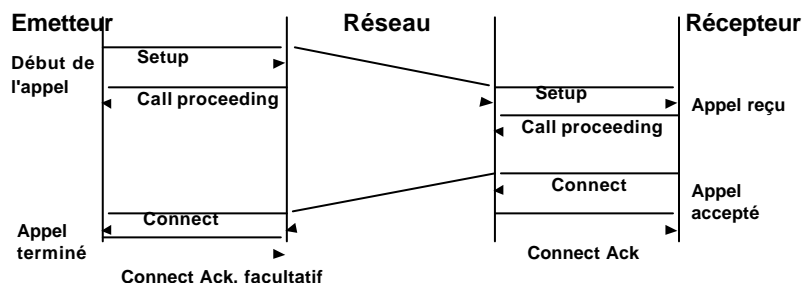 Emetteur
Réseau
Récepteur
Début de
l'appel
Setup
Call proceeding
Setup
Appel reçu
Call proceeding
Connect
Appel
accepté
Connect
Appel
terminé
Connect Ack
Connect Ack. facultatif